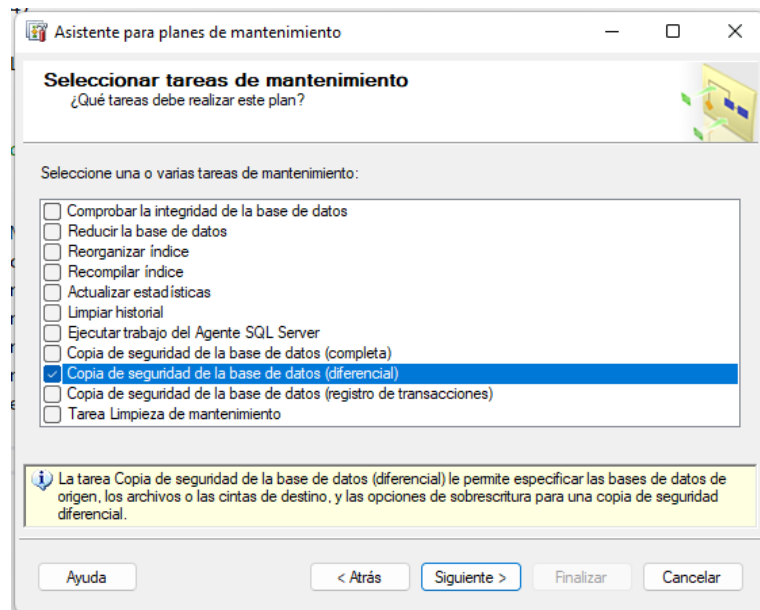 Asistente para planes de mantenimiento
Seleccionar tareas de mantenimiento
¿Qué tareas debe realizar este plan?
Seleccione una o varias tareas de mantenimiento:
Comprobar la integridad de la base de datos
Reducir la base de datos
Reorganizar índice
Recompilar índice
Actualizar estadísticas
Limpiar historial
Ejecutar trabajo del Agente SQL Server
Copia de seguridad de la base de datos (completa)
Copia de seguridad de la base de datos (diferencial)
Copia de seguridad de la base de datos (registro de transacciones)
Tarea Limpieza de mantenimiento
La tarea Copia de seguridad de la base de datos (diferencial) le permite especificar las bases de datos de
origen, los archivos o las cintas de destino, y las opciones de sobrescritura para una copia de seguridad
diferencial.
Ayuda
< Atrás
Siguiente >
Finalizar
Cancelar